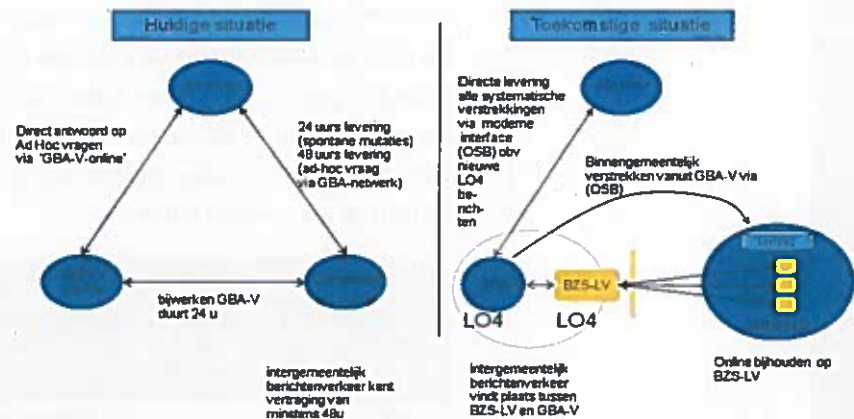 Huidige situatie
Direct antwoord op
Ad Hoc vragen
via "GBA-V-online"
24 uurs levering
(spontane mutaties)
48 uurs levering
(ad-hoc vraag
via GBA-netwerk)
bijwerken GBA-V
duurt 24 u
intergemeentelijk
berichtenverkeer kent
vertraging van
minstens 48u
Toekomstige situatie
Directe levering
alle systematische
verstrekkingen
via moderne
interface
(OSB) obv
nieuwe
LO4
be-
rich-
ten
Binnengemeentelijk
verstrekken vanuit GBA-V via
(OSB)
BZS-LV
LO4
LO4
Online bijhouden op
BZS-LV
intergemeentelijk
berichtenverkeer
vindt plaats tussen
BZS-LV en GBA-V